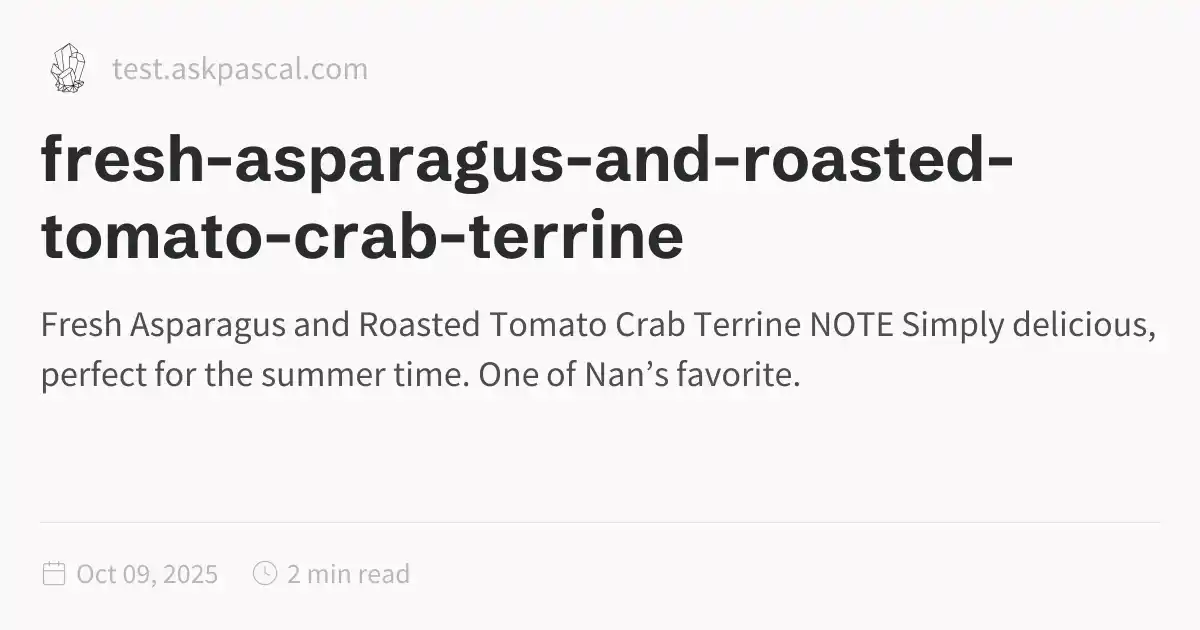 test.askpascal.com
fresh-asparagus-and-roasted-
tomato-crab-terrine
Fresh Asparagus and Roasted Tomato Crab Terrine NOTE Simply delicious,
perfect for the summer time. One of Nan’s favorite.
Oct 09, 2025 2 min read